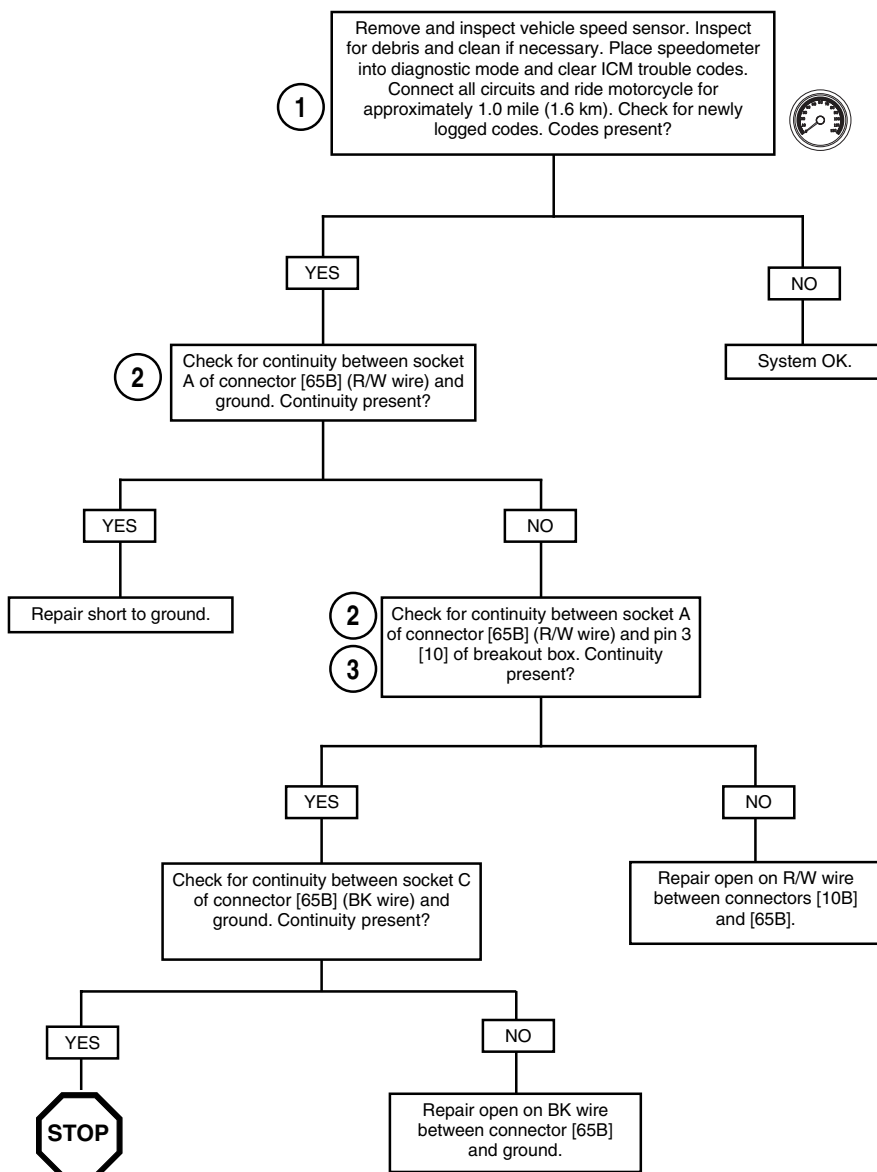 Remove and inspect vehicle speed sensor. Inspect
for debris and clean if necessary. Place speedometer
into diagnostic mode and clear ICM trouble codes.
Connect all circuits and ride motorcycle for
approximately 1.0 mile (1.6 km). Check for newly
logged codes. Codes present?
1
YES
NO
2
Check for continuity between socket
A of connector [65B] (R/W wire) and
ground. Continuity present?
System OK.
YES
NO
Repair short to ground.
2
3
Check for continuity between socket A
of connector [65B] (R/W wire) and pin 3
[10] of breakout box. Continuity
present?
YES
NO
Check for continuity between socket C
of connector [65B] (BK wire) and
ground. Continuity present?
Repair open on R/W wire
between connectors [10B]
and [65B].
YES
NO
STOP
Repair open on BK wire
between connector [65B]
and ground.